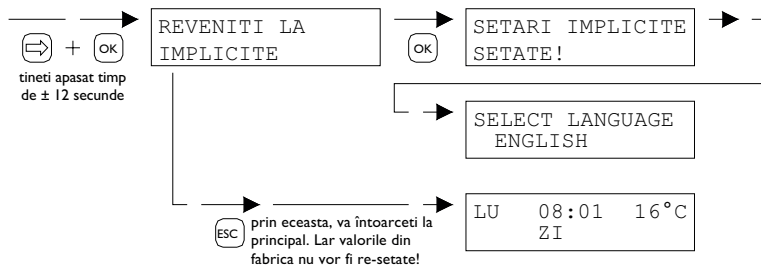 REVENITI LA
IMPLICITE
SETARI IMPLICITE
SETATE!
+ OK
OK
tineti apasat timp
de ± 12 secunde
SELECT LANGUAGE
ENGLISH
ESC
prin eceasta, va întoarceti la
principal. Lar valorile din
fabrica nu vor fi re-setate!
LU 08:01 16°C
ZI